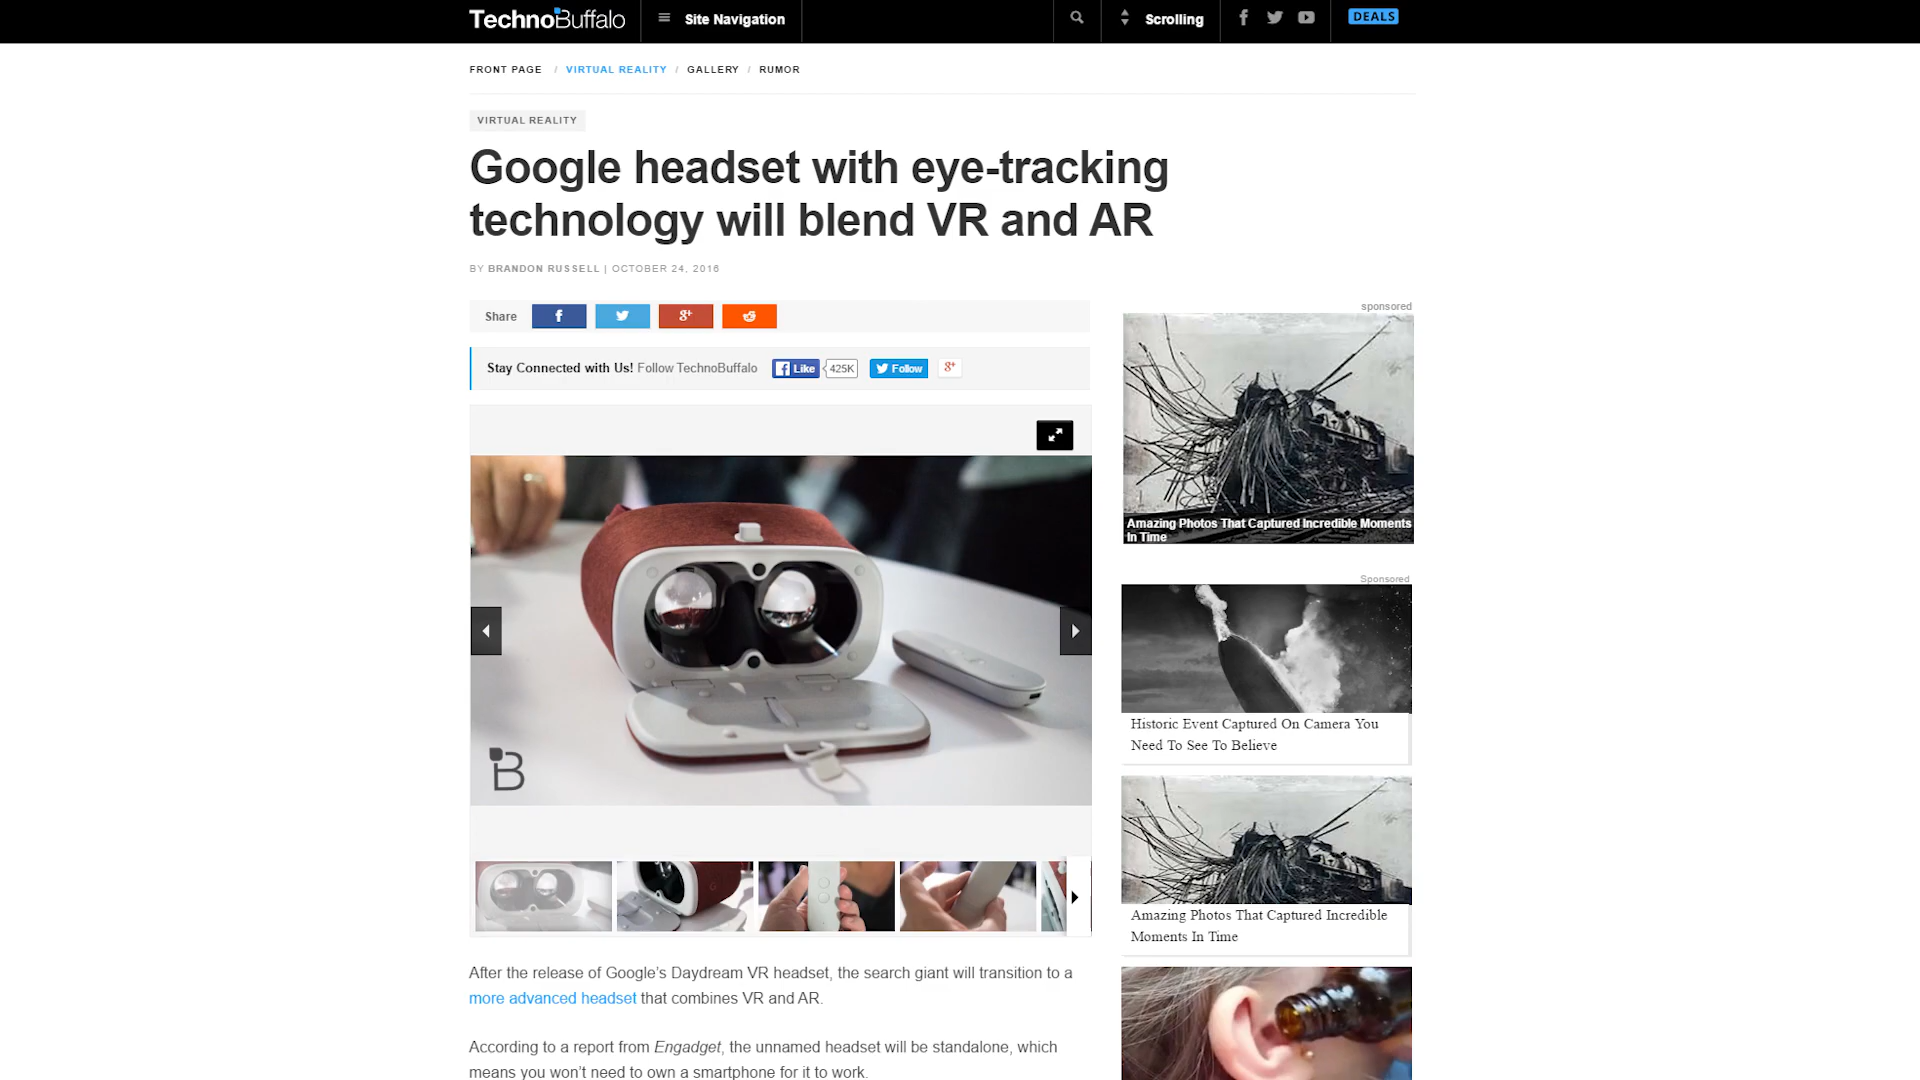 TechnoBuffalo
Site Navigation
Scrolling
DEALS
FRONT PAGE / VIRTUAL REALITY / GALLERY / RUMOR
VIRTUAL REALITY
Google headset with eye-tracking
technology will blend VR and AR
BY BRANDON RUSSELL | OCTOBER 24, 2016
Share
Stay Connected with Us! Follow TechnoBuffalo
Like
425K
Follow
After the release of Google's Daydream VR headset, the search giant will transition to a
more advanced headset that combines VR and AR.
According to a report from Engadget, the unnamed headset will be standalone, which
means you won't need to own a smartphone for it to work.
sponsored
Amazing Photos That Captured Incredible Moments
In Time
Sponsored
Historic Event Captured On Camera You
Need To See To Believe
Amazing Photos That Captured Incredible
Moments In Time